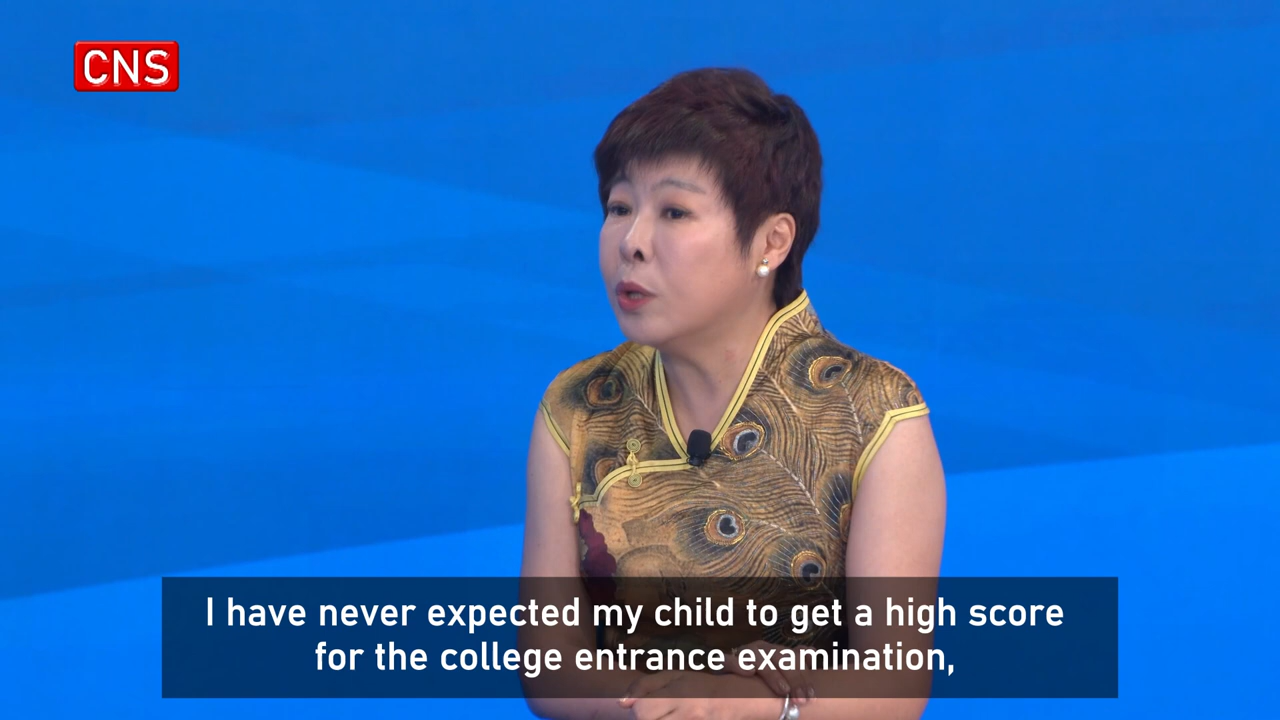 CNS
I have never expected my child to get a high score
for the college entrance examination,